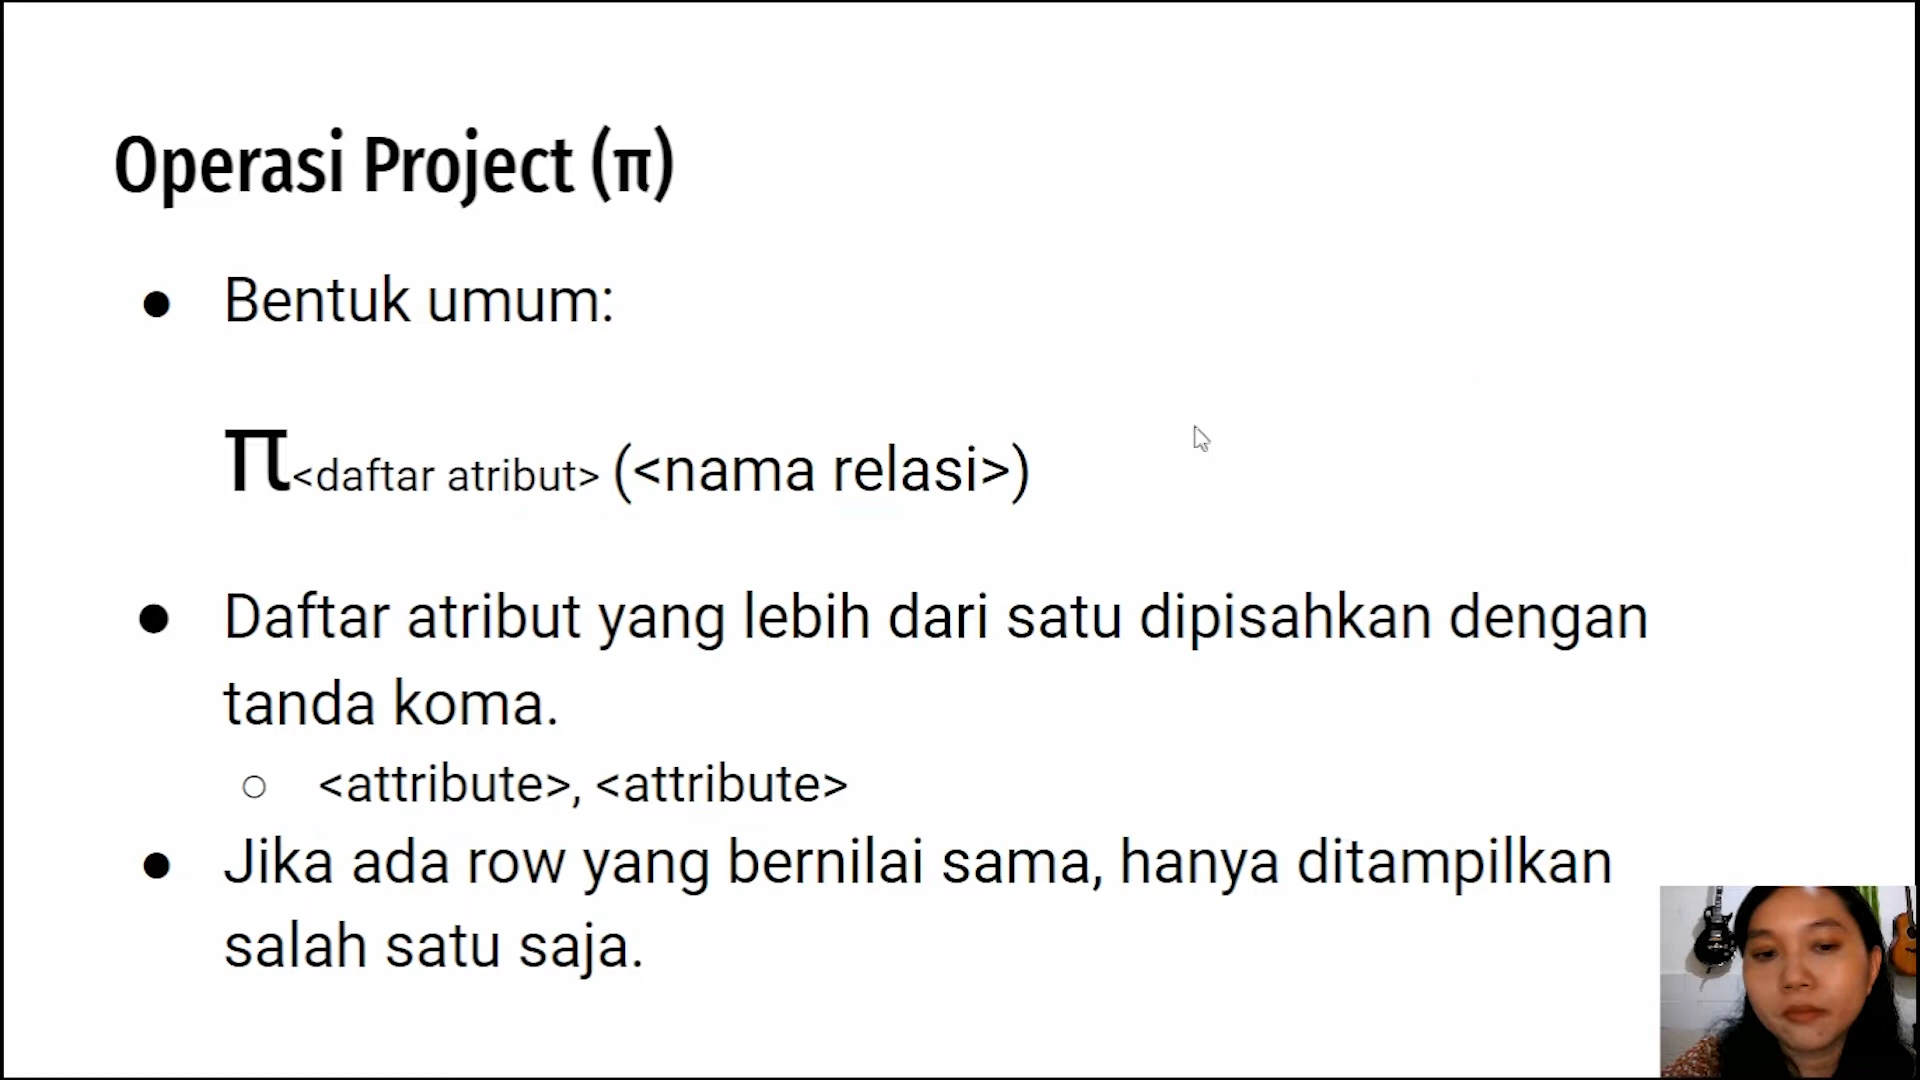 Operasi Project (π)
● Bentuk umum:
π<daftar atribut> (<nama relasi>)
● Daftar atribut yang lebih dari satu dipisahkan dengan
tanda koma.
○ <attribute>, <attribute>
● Jika ada row yang bernilai sama, hanya ditampilkan
salah satu saja.